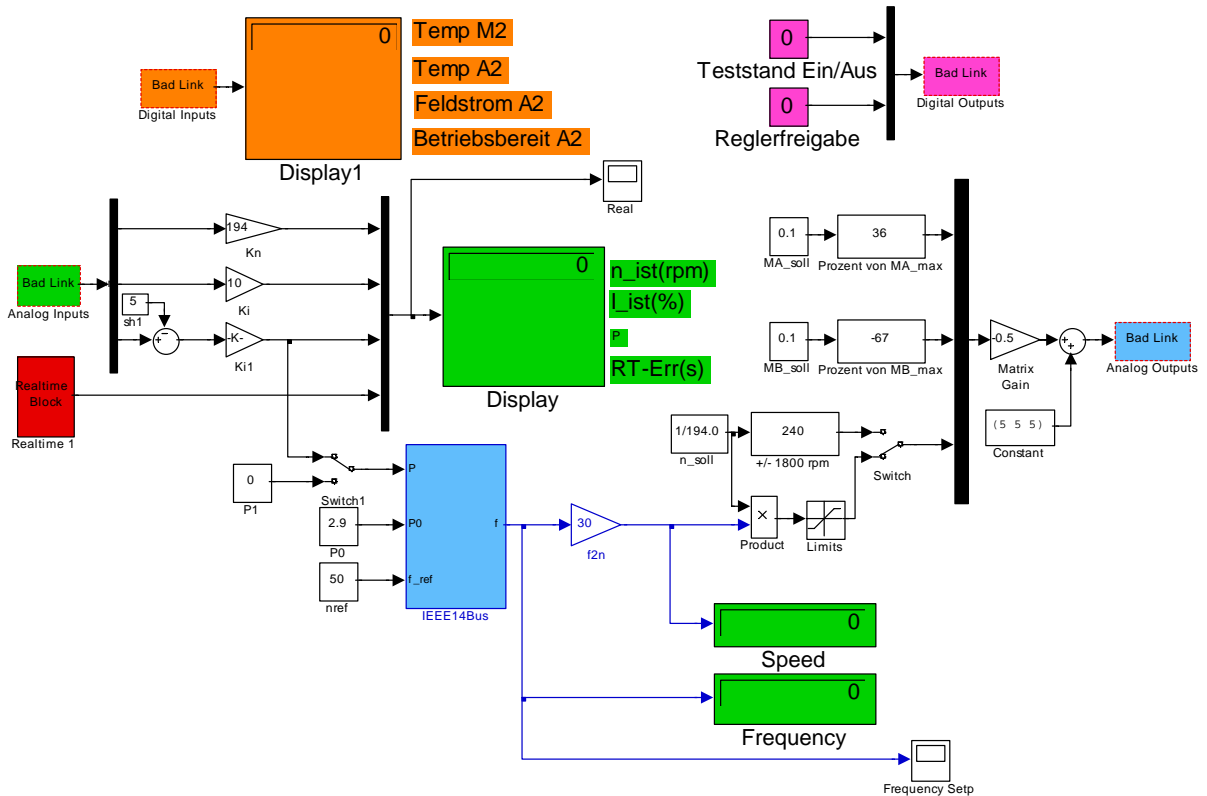 0
Temp M2
Temp A2
Feldstrom A2
Betriebsbereit A2
Bad Link
Digital Inputs
Display1
0
Teststand Ein/Aus
0
Reglerfreigabe
Bad Link
Digital Outputs
Real
194
Kn
10
Ki
Bad Link
Analog Inputs
5
sh1
-K-
Ki1
Realtime
Block
Realtime 1
0
n_ist(rpm)
I_ist(%)
P
RT-Err(s)
Display
0.1
MA_soll
36
Prozent von MA_max
0.1
MB_soll
-67
Prozent von MB_max
-0.5
Matrix
Gain
Bad Link
Analog Outputs
(5 5 5)
Constant
1/194.0
n_soll
240
+/- 1800 rpm
Switch
×
Product
Limits
0
P1
Switch1
2.9
P0
50
nref
P
P0
f_ref
f
IEEE14Bus
30
f2n
0
Speed
0
Frequency
Frequency Setp